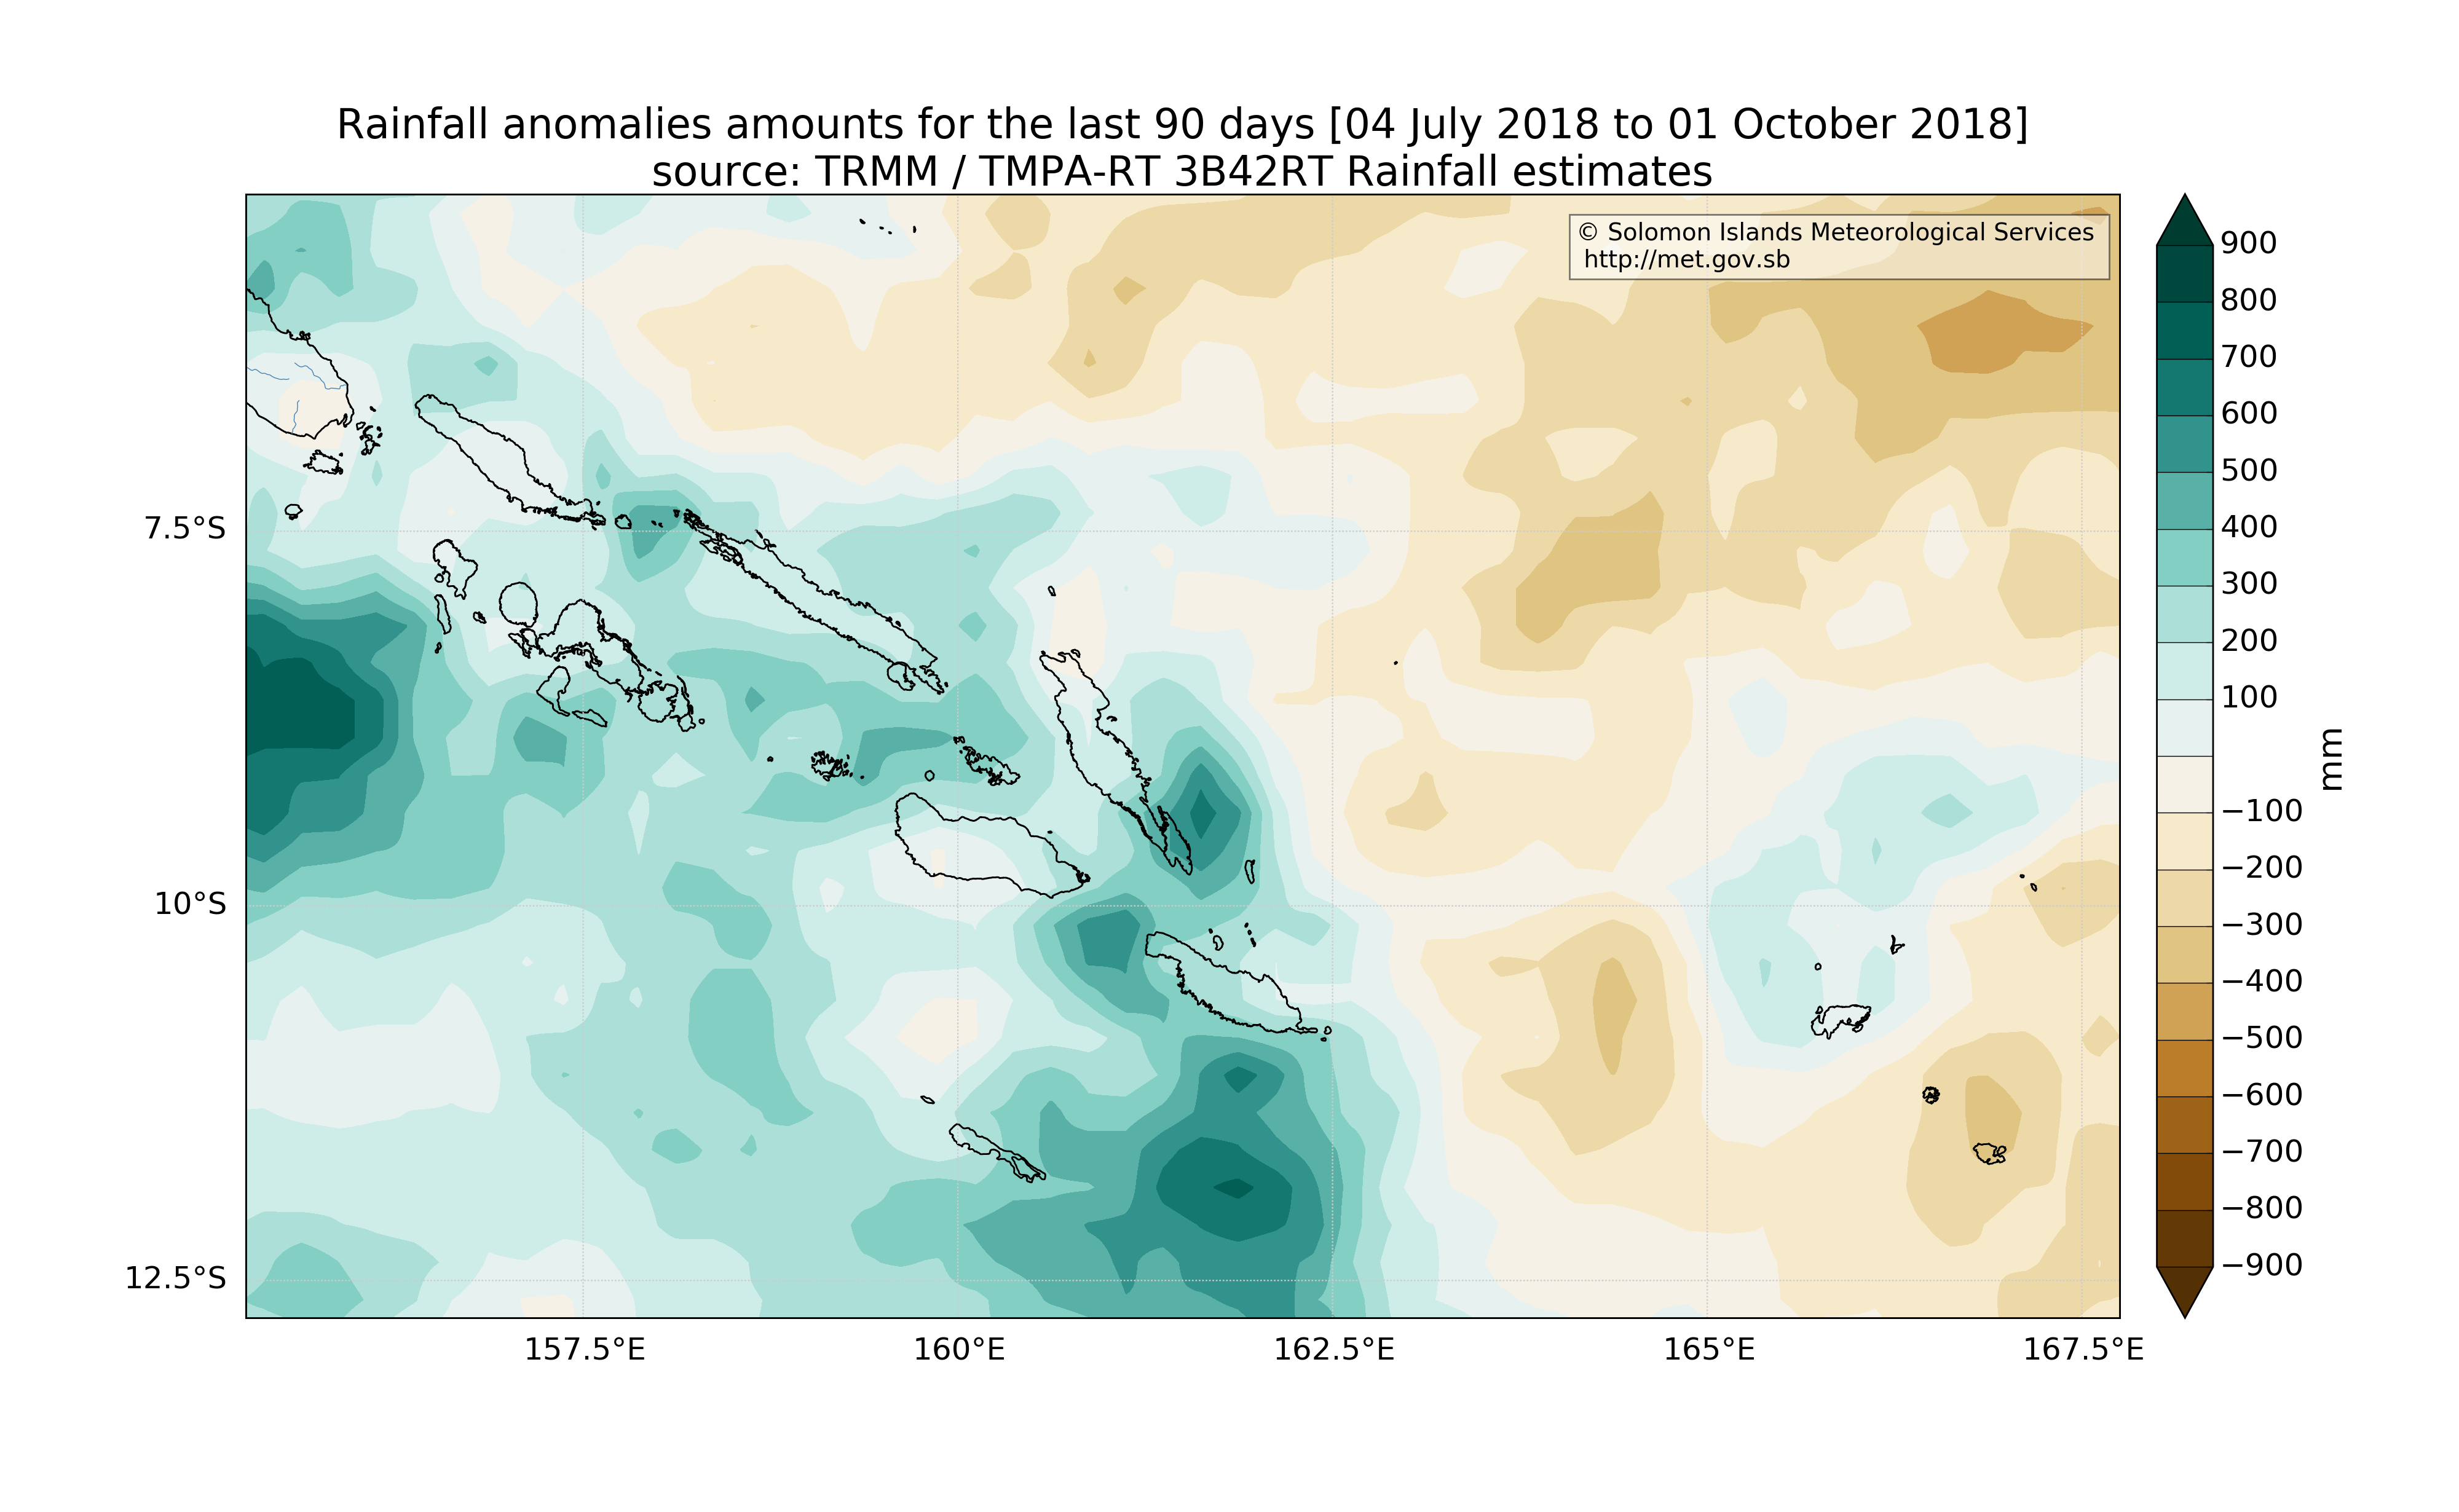 Rainfall anomalies amounts for the last 90 days [04 July 2018 to 01 October 2018]
source: TRMM / TMPA-RT 3B42RT Rainfall estimates
© Solomon Islands Meteorological Services
http://met.gov.sb
7.5°S
10°S
12.5°S
157.5°E
160°E
162.5°E
165°E
167.5°E
900
800
700
600
500
400
300
200
100
−100
−200
−300
−400
−500
−600
−700
−800
−900
mm